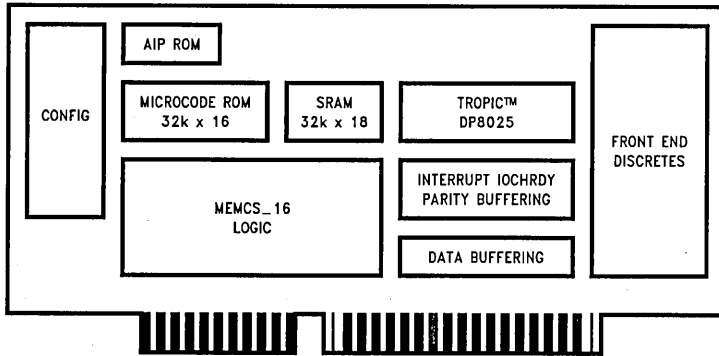 AIP ROM
CONFIG
MICROCODE ROM
32k x 16
SRAM
32k x 18
TROPIC™
DP8025
FRONT END
DISCRETES
MEMCS_16
LOGIC
INTERRUPT IOCHRDY
PARITY BUFFERING
DATA BUFFERING